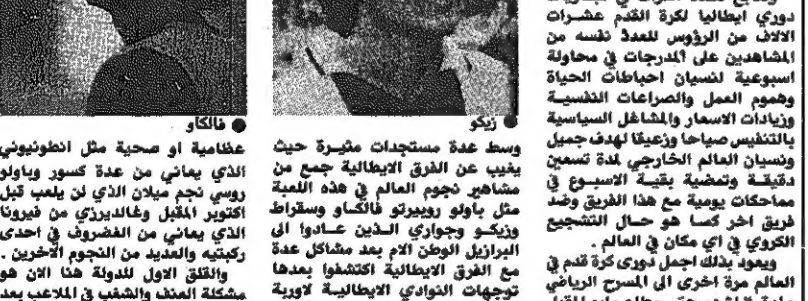 دوري ايطاليا لكرة القدم عشرات
الالاف من الرؤوس للعدد نفسه من
المشاهدين على المدرجات في محاولة
اسبوعية لنسيان احباطات الحياة
وهموم العمل والصراعات النفسية
وزيادات الاسعار والمشاغل السياسية
بالتنفيس صياحا وزعيقا لهدف جميل
ونسيان العالم الخارجي لمدة تسعين
دقيقة وتمضية بقية الاسبوع في
مماحكات يومية مع هذا الفريق وضد
فريق اخر كما هو حال التشجيع
الكروي في اي مكان في العالم .
ويعود بذلك اجمل دوري كرة قدم في
العالم مرة اخرى الى المسرح الرياضي
● زيكو
وسط عدة مستجدات مثيرة حيث
يغيب عن الفرق الايطالية جمع من
مشاهير نجوم العالم في هذه اللعبة
مثل باولو روبيرتو فالكاو وسقراط
وزيكو وجواري الذين عادوا الى
البرازيل الوطن الام بعد مشاكل عدة
مع الفرق الايطالية اكتشفوا بعدها
توجهات النوادي الايطالية لاوربة
● فالكاو
عظامية او صحية مثل انطونيوني
الذي يعاني من عدة كسور وباولو
روسي نجم ميلان الذي لن يلعب قبل
اكتوبر المقبل وغالديرزي من فيرونا
الذي يعاني من الغضروف في احدى
ركبتيه والعديد من النجوم الاخرين .
والقلق الاول للدولة هنا الان هو
مشكلة العنف والشغب في الملاعب بعد